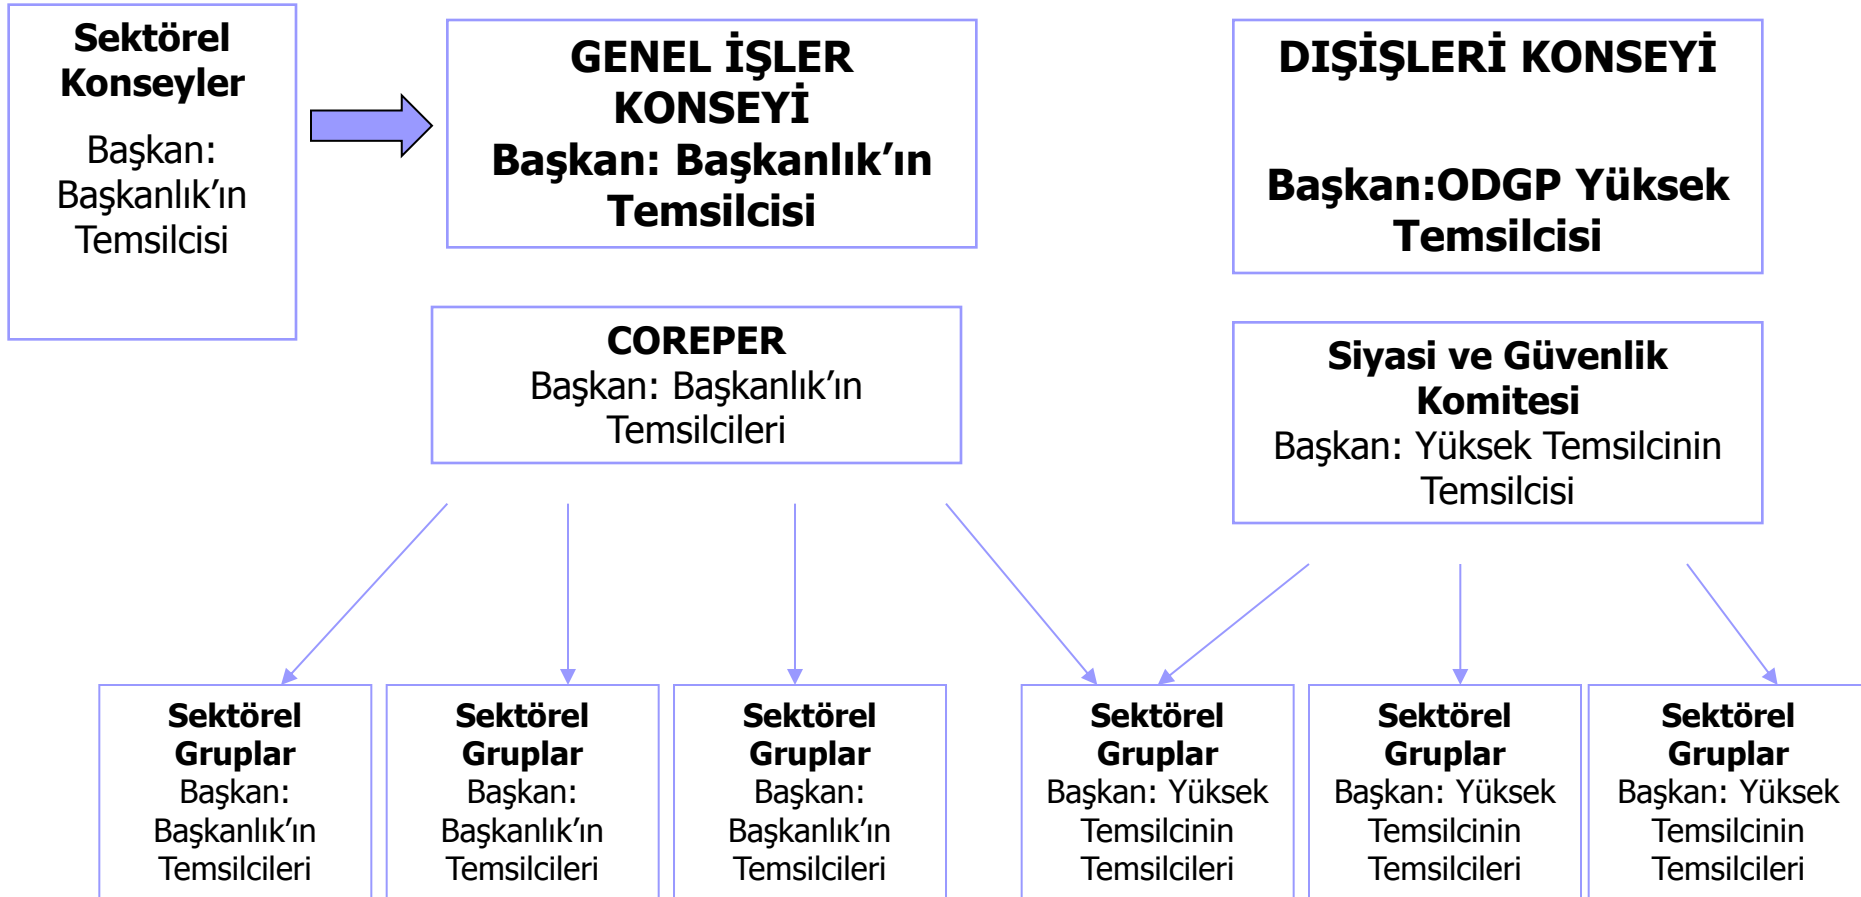 Sektörel
Konseyler
Başkan:
Başkanlık’ın
Temsilcisi
GENEL İŞLER
KONSEYİ
Başkan: Başkanlık’ın
Temsilcisi
DIŞİŞLERİ KONSEYİ
Başkan:ODGP Yüksek
Temsilcisi
COREPER
Başkan: Başkanlık’ın
Temsilcileri
Siyasi ve Güvenlik
Komitesi
Başkan: Yüksek Temsilcinin
Temsilcisi
Sektörel
Gruplar
Başkan:
Başkanlık’ın
Temsilcileri
Sektörel
Gruplar
Başkan:
Başkanlık’ın
Temsilcileri
Sektörel
Gruplar
Başkan:
Başkanlık’ın
Temsilcileri
Sektörel
Gruplar
Başkan: Yüksek
Temsilcinin
Temsilcileri
Sektörel
Gruplar
Başkan: Yüksek
Temsilcinin
Temsilcileri
Sektörel
Gruplar
Başkan: Yüksek
Temsilcinin
Temsilcileri